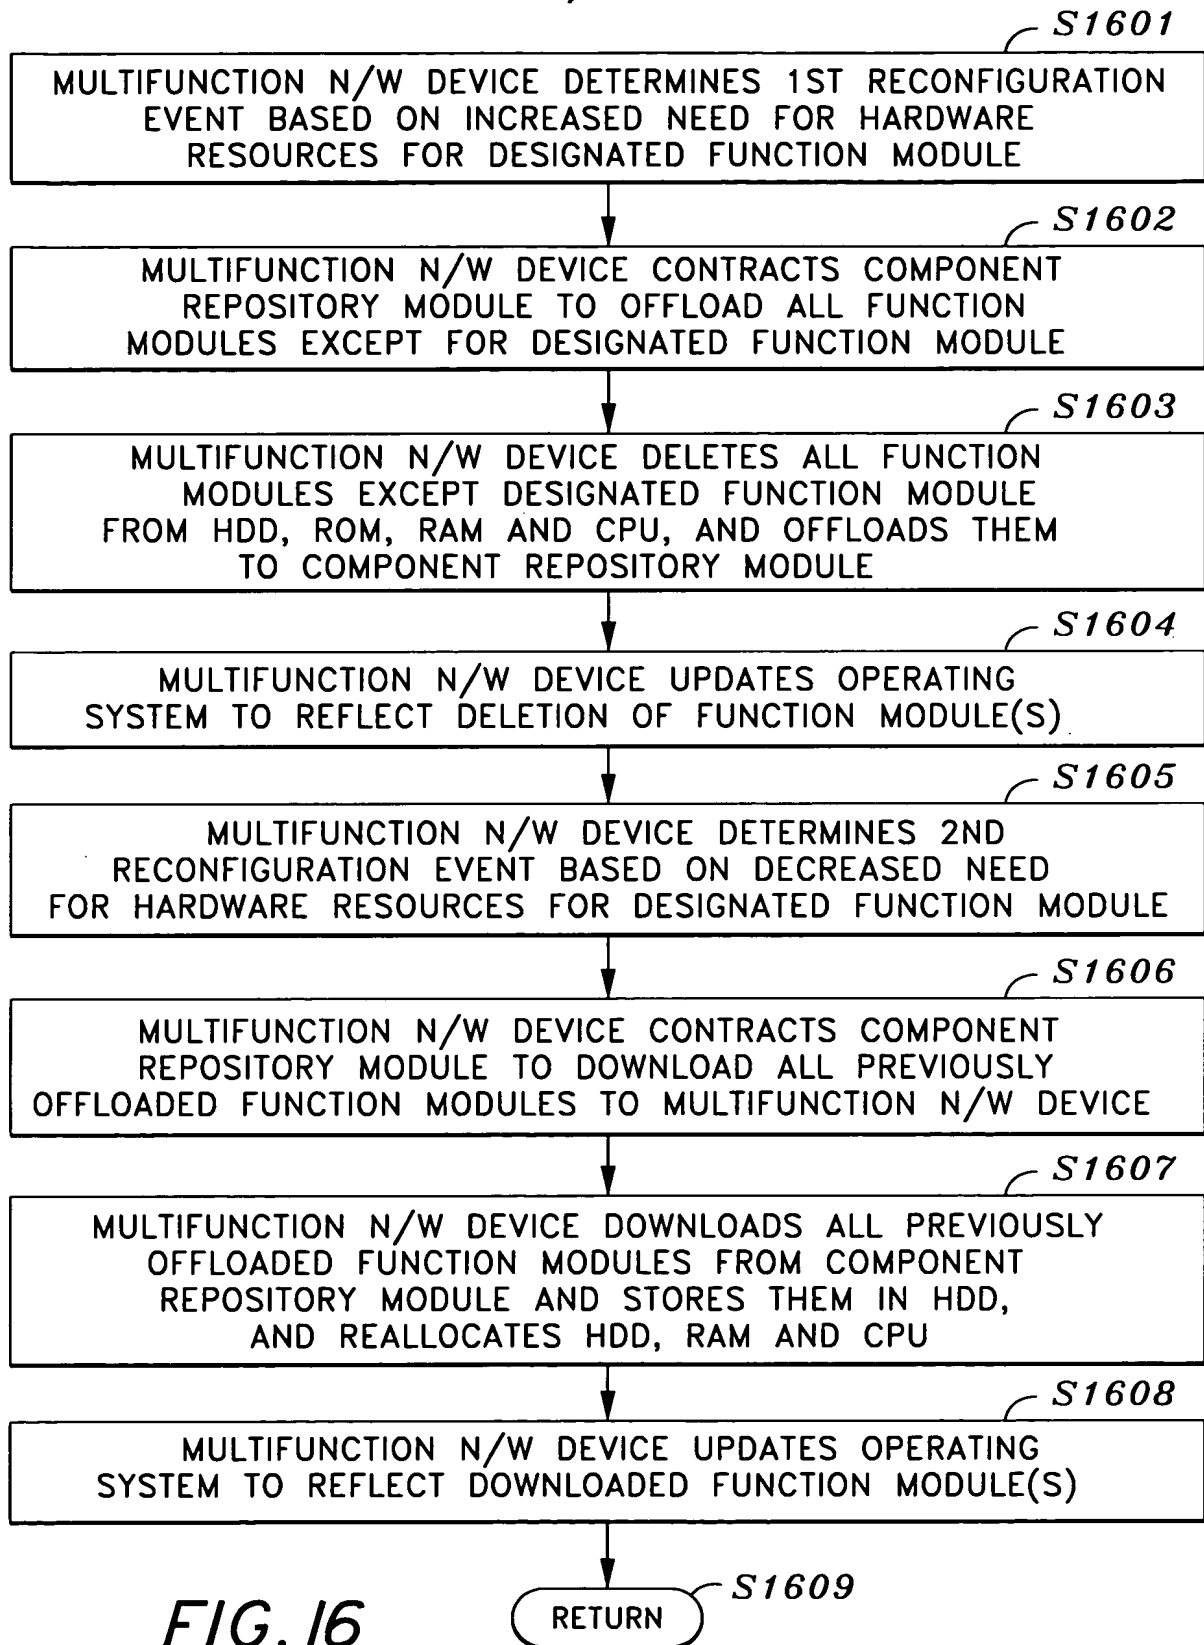 S1601
MULTIFUNCTION N/W DEVICE DETERMINES 1ST RECONFIGURATION
EVENT BASED ON INCREASED NEED FOR HARDWARE
RESOURCES FOR DESIGNATED FUNCTION MODULE
S1602
MULTIFUNCTION N/W DEVICE CONTRACTS COMPONENT
REPOSITORY MODULE TO OFFLOAD ALL FUNCTION
MODULES EXCEPT FOR DESIGNATED FUNCTION MODULE
S1603
MULTIFUNCTION N/W DEVICE DELETES ALL FUNCTION
MODULES EXCEPT DESIGNATED FUNCTION MODULE
FROM HDD, ROM, RAM AND CPU, AND OFFLOADS THEM
TO COMPONENT REPOSITORY MODULE
S1604
MULTIFUNCTION N/W DEVICE UPDATES OPERATING
SYSTEM TO REFLECT DELETION OF FUNCTION MODULE(S)
S1605
MULTIFUNCTION N/W DEVICE DETERMINES 2ND
RECONFIGURATION EVENT BASED ON DECREASED NEED
FOR HARDWARE RESOURCES FOR DESIGNATED FUNCTION MODULE
S1606
MULTIFUNCTION N/W DEVICE CONTRACTS COMPONENT
REPOSITORY MODULE TO DOWNLOAD ALL PREVIOUSLY
OFFLOADED FUNCTION MODULES TO MULTIFUNCTION N/W DEVICE
S1607
MULTIFUNCTION N/W DEVICE DOWNLOADS ALL PREVIOUSLY
OFFLOADED FUNCTION MODULES FROM COMPONENT
REPOSITORY MODULE AND STORES THEM IN HDD,
AND REALLOCATES HDD, RAM AND CPU
S1608
MULTIFUNCTION N/W DEVICE UPDATES OPERATING
SYSTEM TO REFLECT DOWNLOADED FUNCTION MODULE(S)
S1609
RETURN
FIG. 16